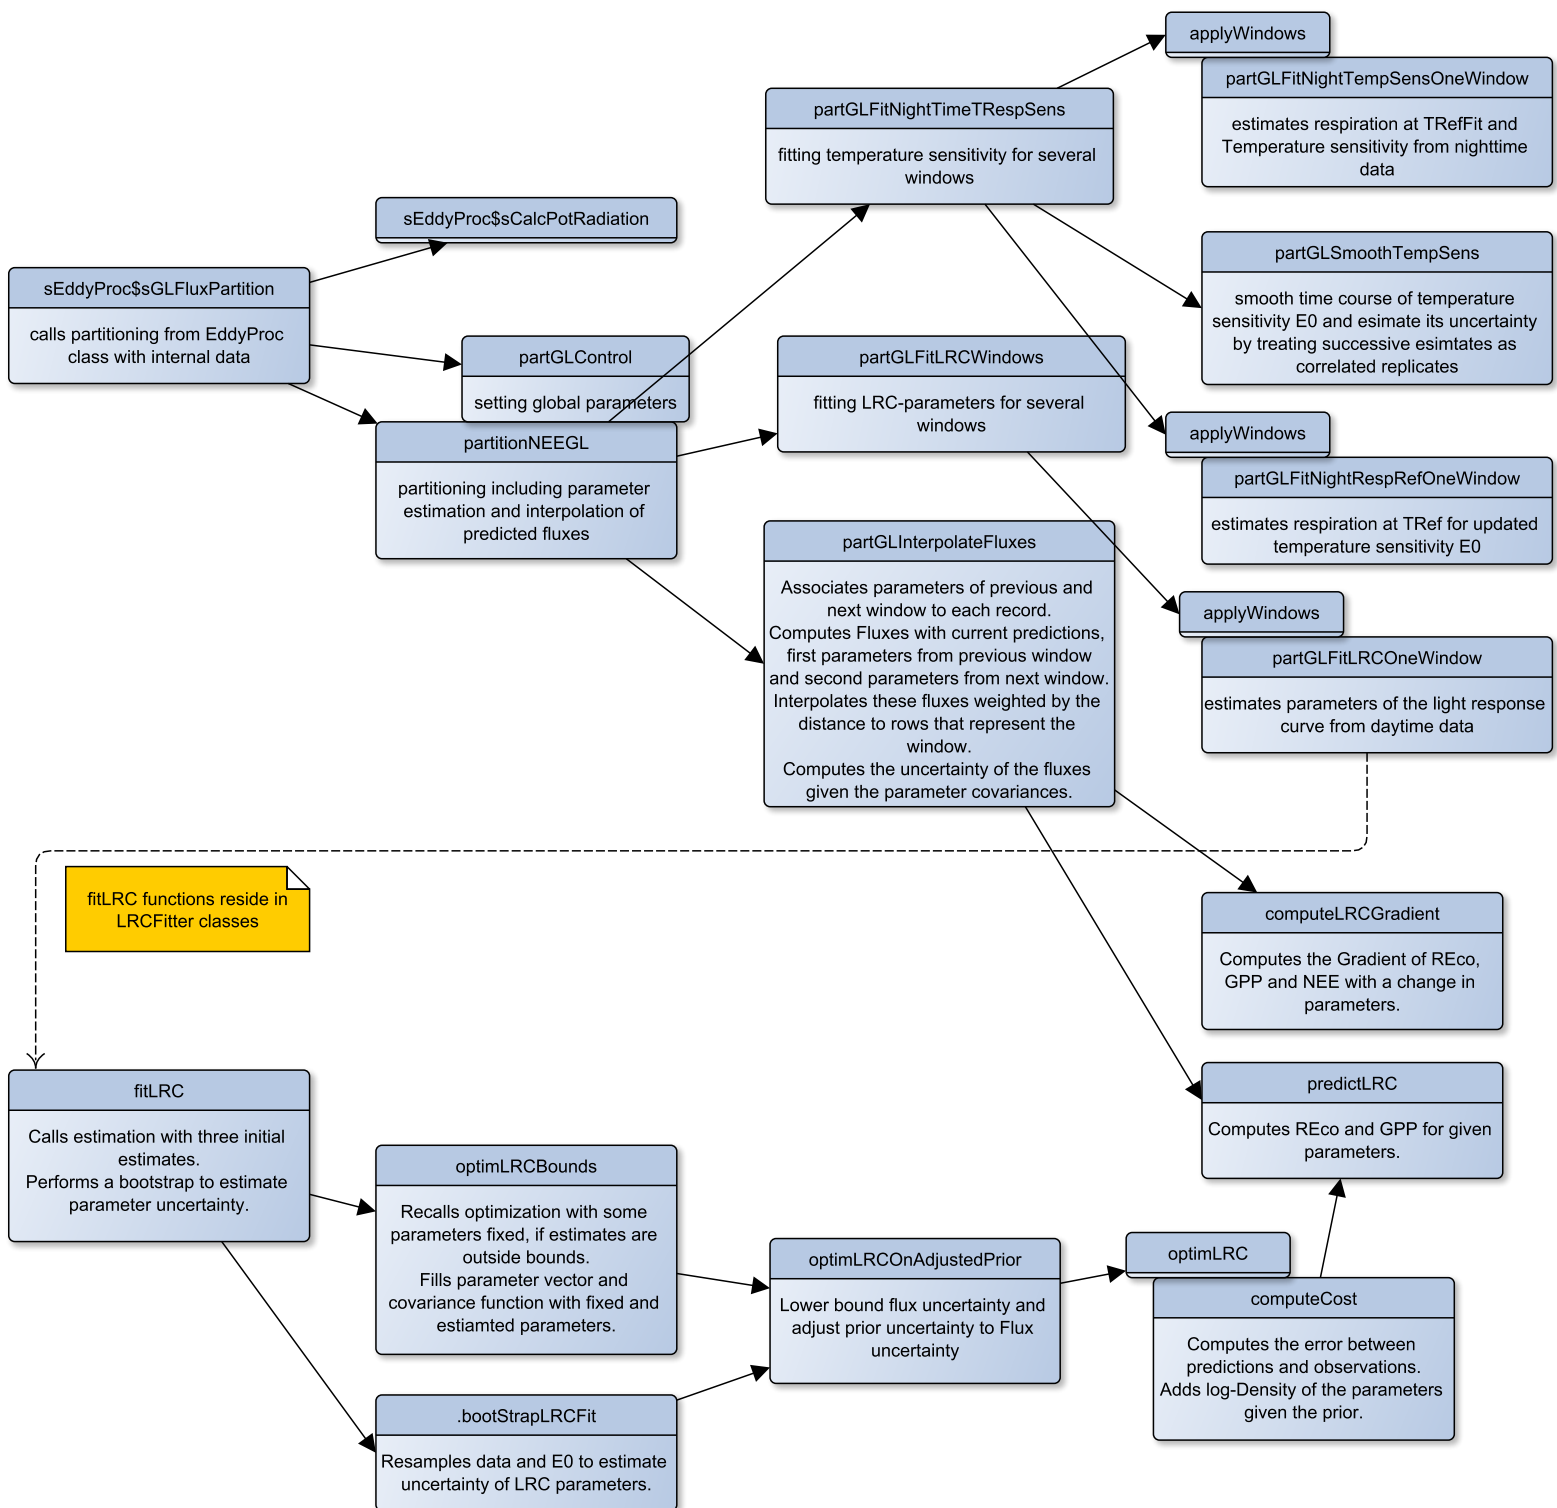 applyWindows
partGLFitNightTempSensOneWindow
estimates respiration at TRefFit and
Temperature sensitivity from nighttime
data
partGLFitNightTimeTRespSens
fitting temperature sensitivity for several
windows
sEddyProc$sCalcPotRadiation
partGLSmoothTempSens
smooth time course of temperature
sensitivity E0 and esimate its uncertainty
by treating successive esimtates as
correlated replicates
sEddyProc$sGLFluxPartition
calls partitioning from EddyProc
class with internal data
partGLControl
setting global parameters
partGLFitLRCWindows
fitting LRC-parameters for several
windows
applyWindows
partGLFitNightRespRefOneWindow
estimates respiration at TRef for updated
temperature sensitivity E0
partitionNEEGL
partitioning including parameter
estimation and interpolation of
predicted fluxes
partGLInterpolateFluxes
Associates parameters of previous and
next window to each record.
Computes Fluxes with current predictions,
first parameters from previous window
and second parameters from next window.
Interpolates these fluxes weighted by the
distance to rows that represent the
window.
Computes the uncertainty of the fluxes
given the parameter covariances.
applyWindows
partGLFitLRCOneWindow
estimates parameters of the light response
curve from daytime data
fitLRC functions reside in
LRCFitter classes
computeLRCGradient
Computes the Gradient of REco,
GPP and NEE with a change in
parameters.
fitLRC
Calls estimation with three initial
estimates.
Performs a bootstrap to estimate
parameter uncertainty.
predictLRC
Computes REco and GPP for given
parameters.
optimLRCBounds
Recalls optimization with some
parameters fixed, if estimates are
outside bounds.
Fills parameter vector and
covariance function with fixed and
estiamted parameters.
optimLRCOnAdjustedPrior
Lower bound flux uncertainty and
adjust prior uncertainty to Flux
uncertainty
optimLRC
computeCost
Computes the error between
predictions and observations.
Adds log-Density of the parameters
given the prior.
.bootStrapLRCFit
Resamples data and E0 to estimate
uncertainty of LRC parameters.